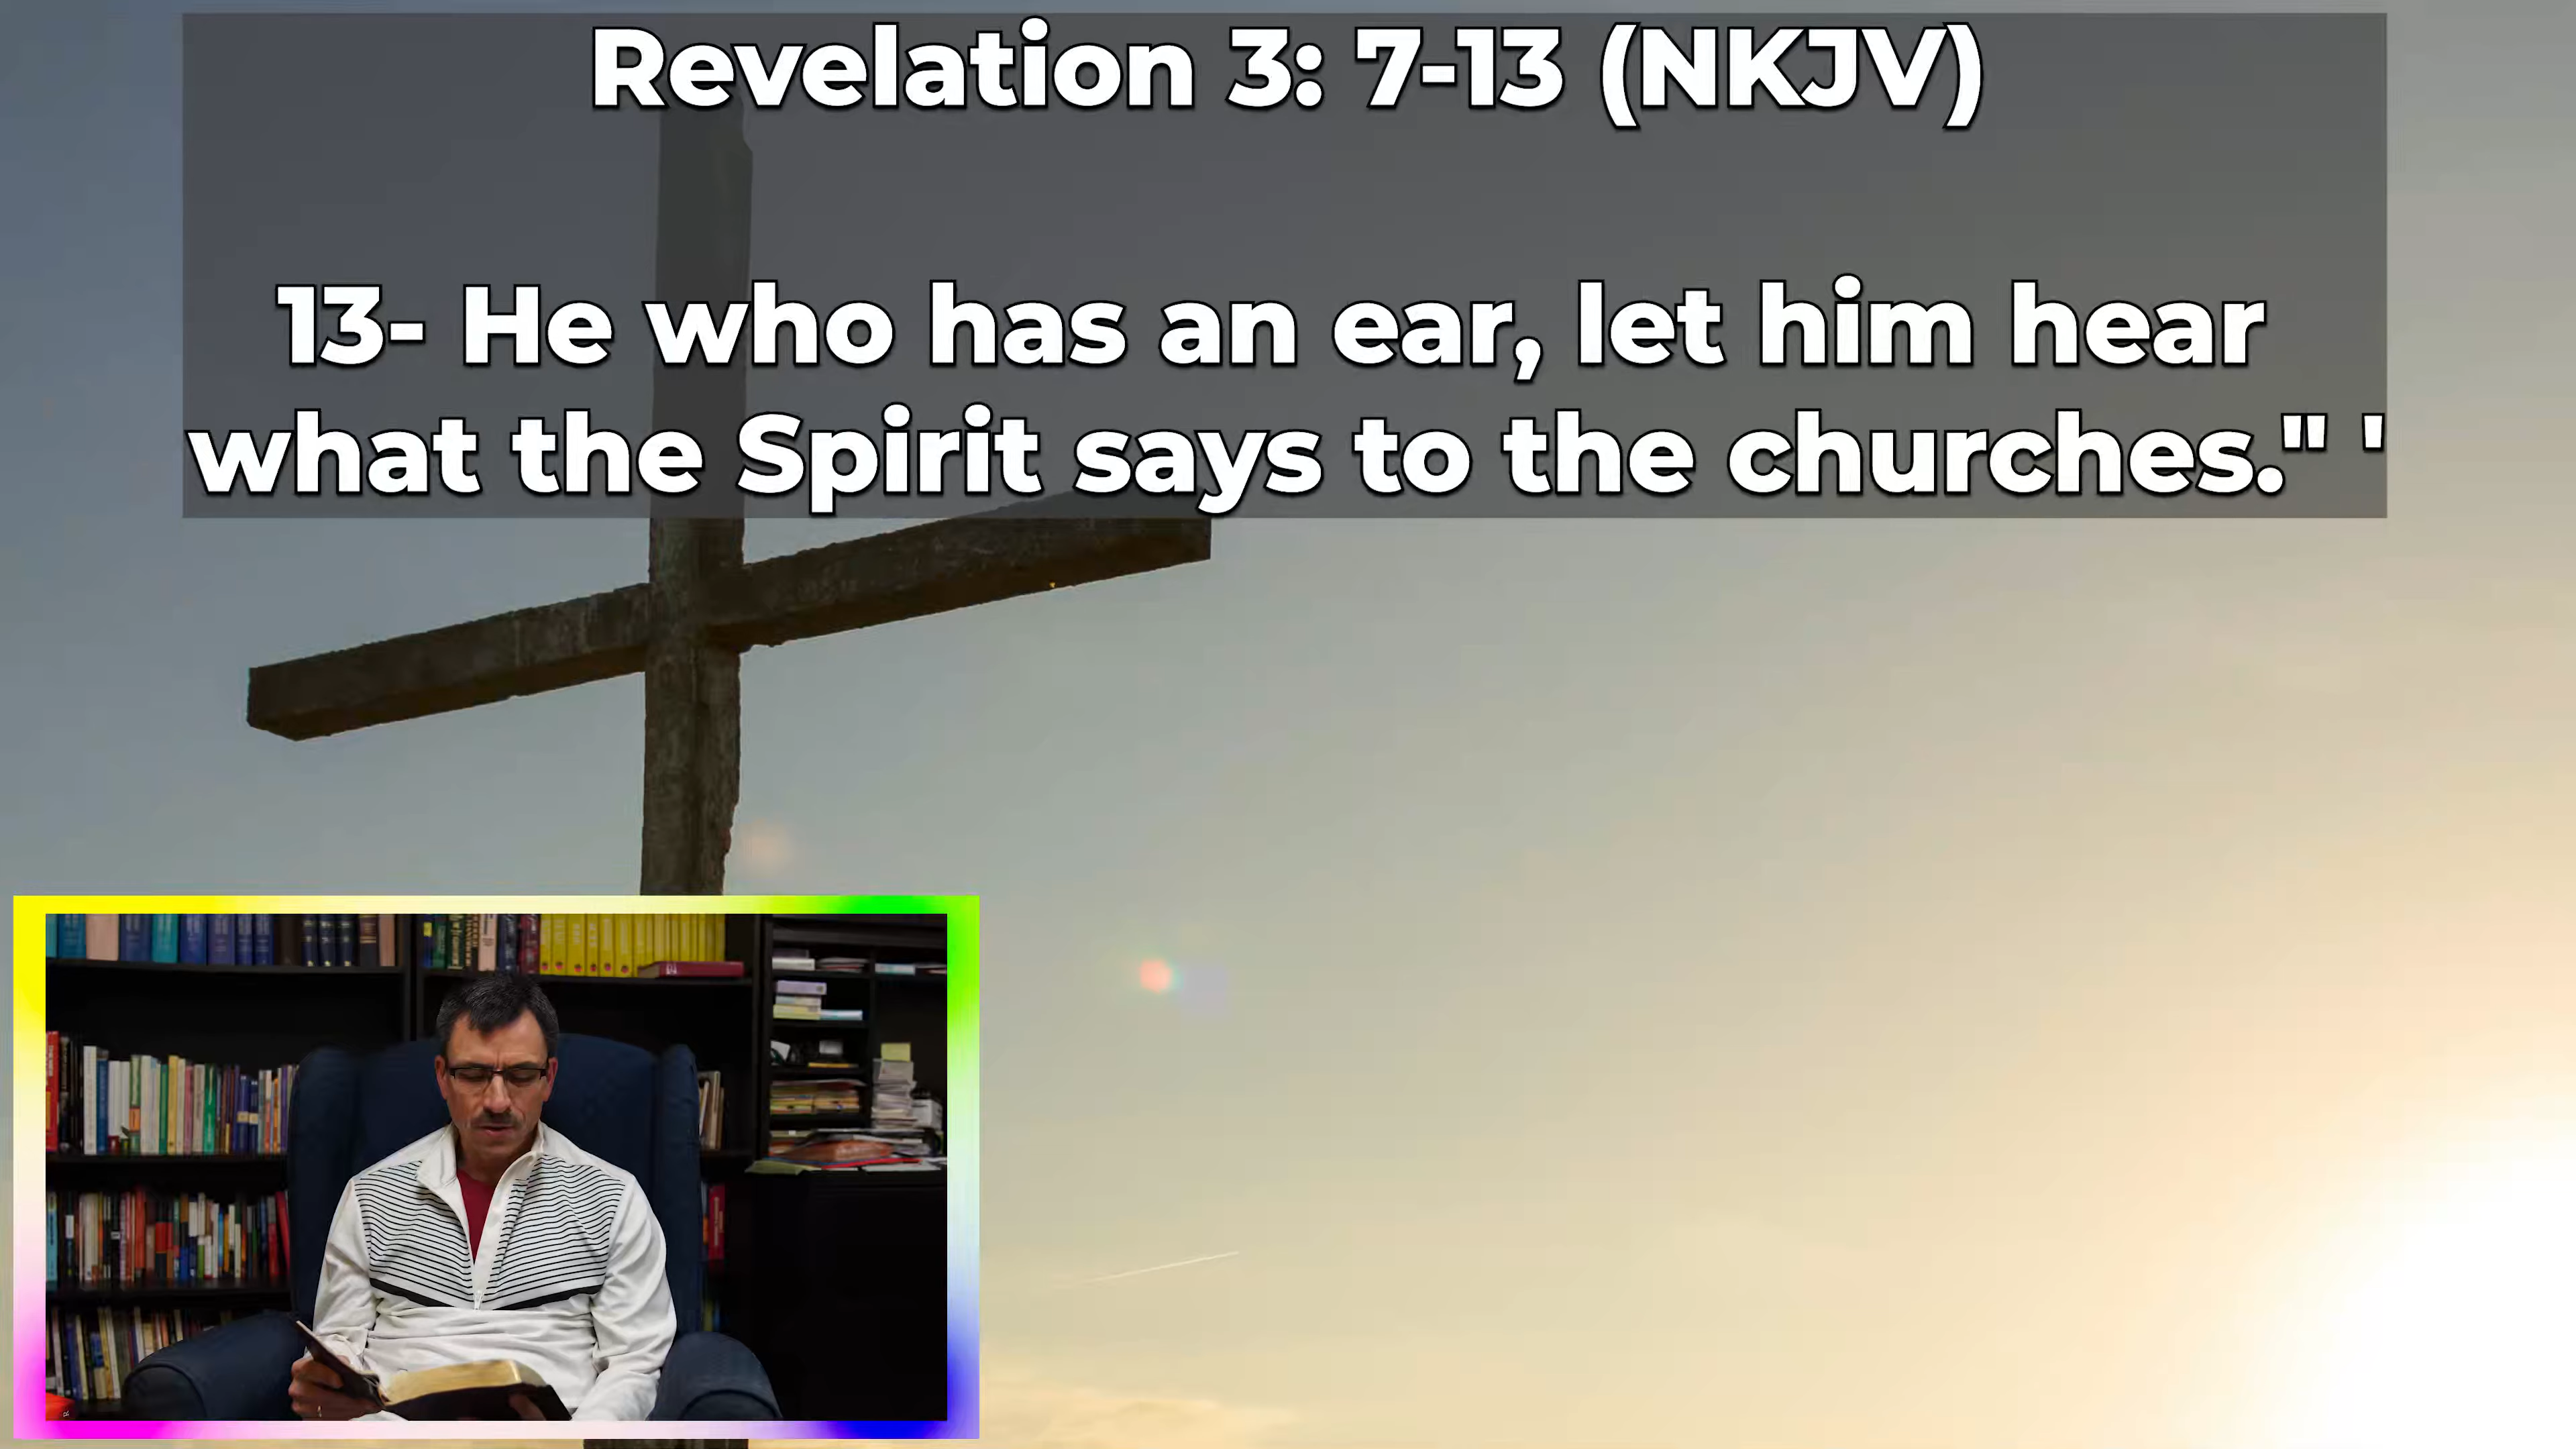 Revelation 3: 7-13 (NKJV)
13- He who has an ear, let him hear
what the Spirit says to the churches." '